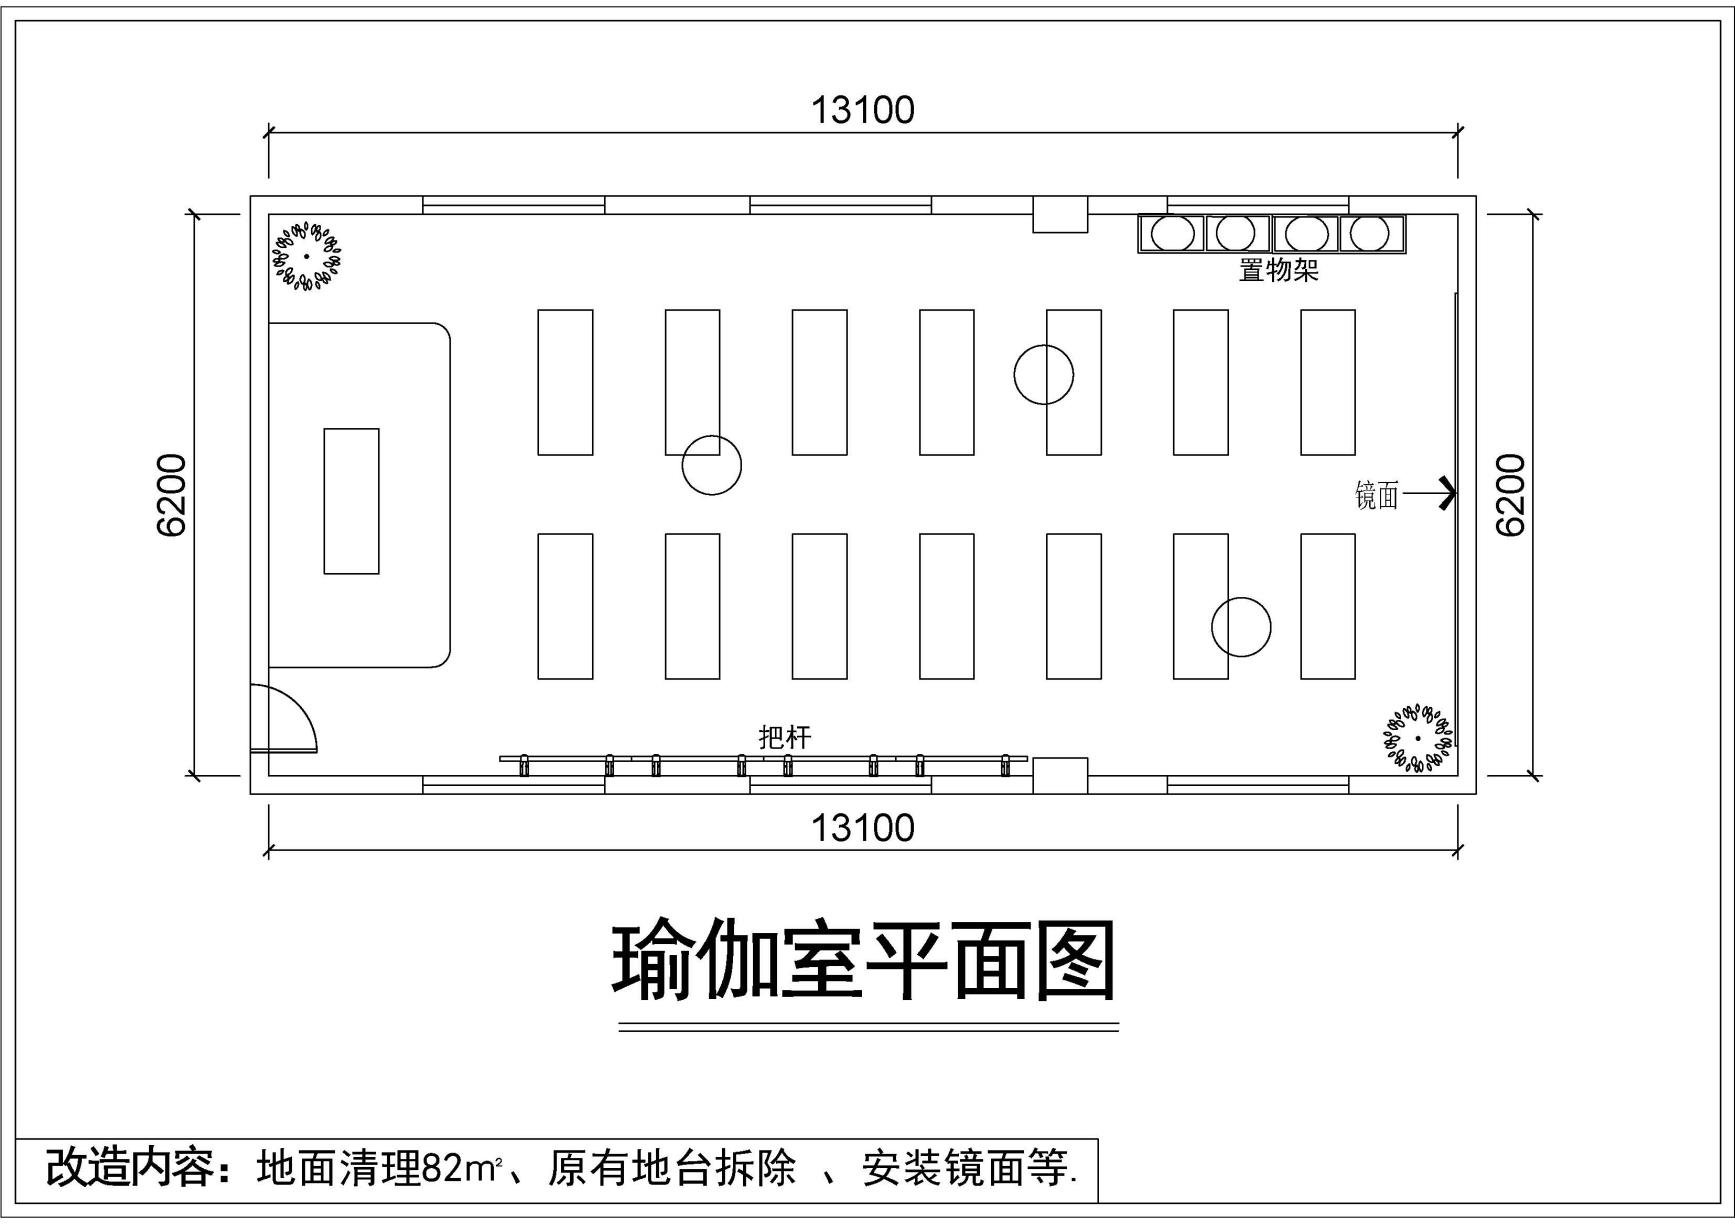 13100
置物架
6200
镜面
6200
把杆
13100
瑜伽室平面图
改造内容：地面清理82㎡、原有地台拆除 、安装镜面等.